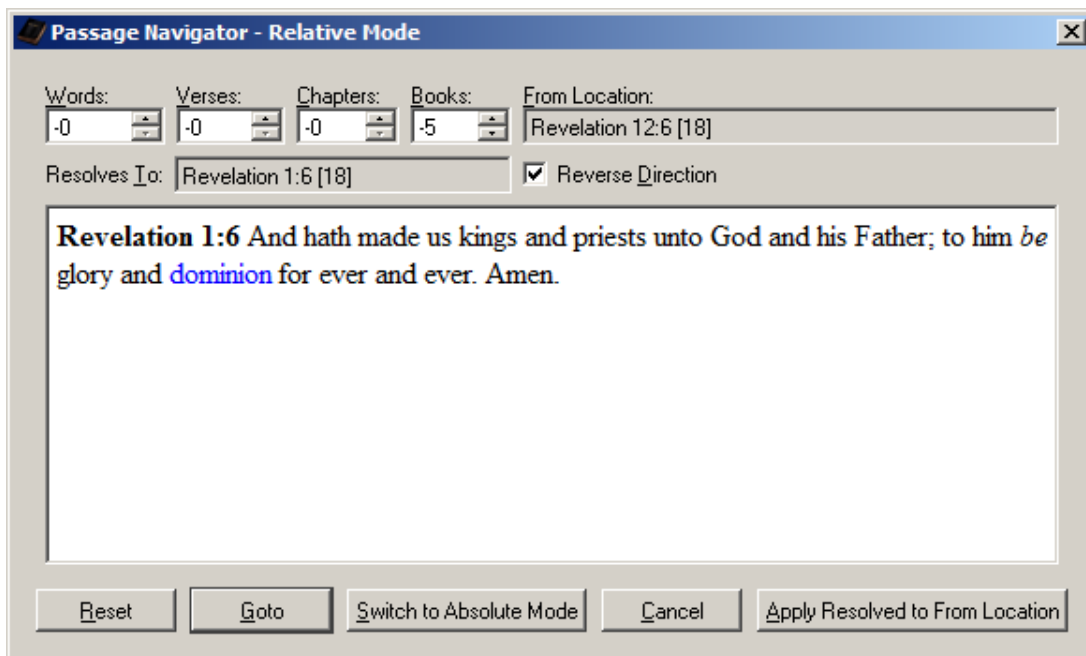 Passage Navigator - Relative Mode
Words: Verses: Chapters: Books: From Location:
-0 -0 -0 -5 Revelation 12:6 [18]
Resolves To: Revelation 1:6 [18] Reverse Direction
Revelation 1:6 And hath made us kings and priests unto God and his Father; to him be
glory and dominion for ever and ever. Amen.
Reset Goto Switch to Absolute Mode Cancel Apply Resolved to From Location